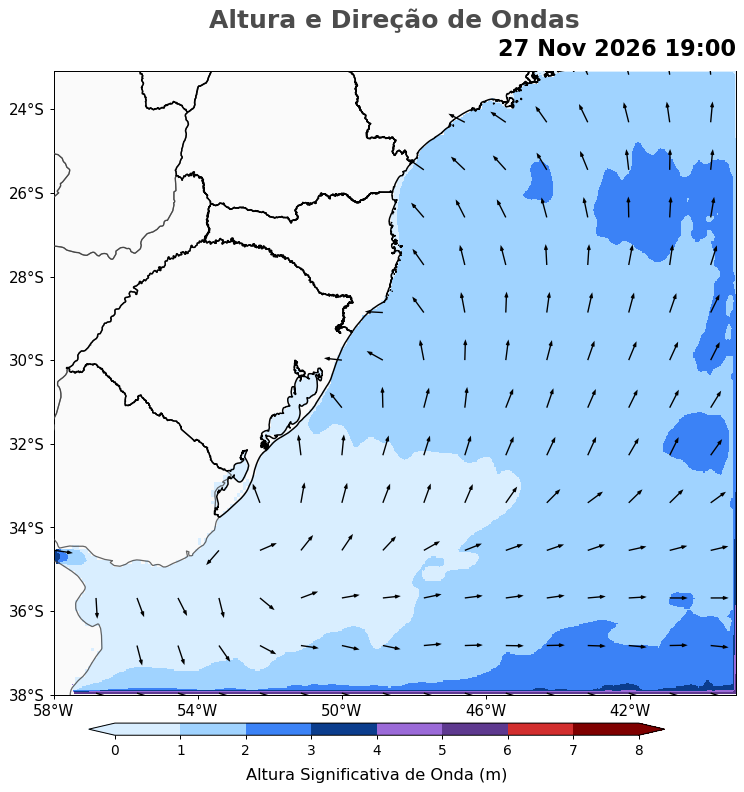 Altura e Direção de Ondas
27 Nov 2026 19:00
24°S
26°S
28°S
30°S
32°S
34°S
36°S
38°S
58°W 54°W 50°W 46°W 42°W
0 1 2 3 4 5 6 7 8
Altura Significativa de Onda (m)